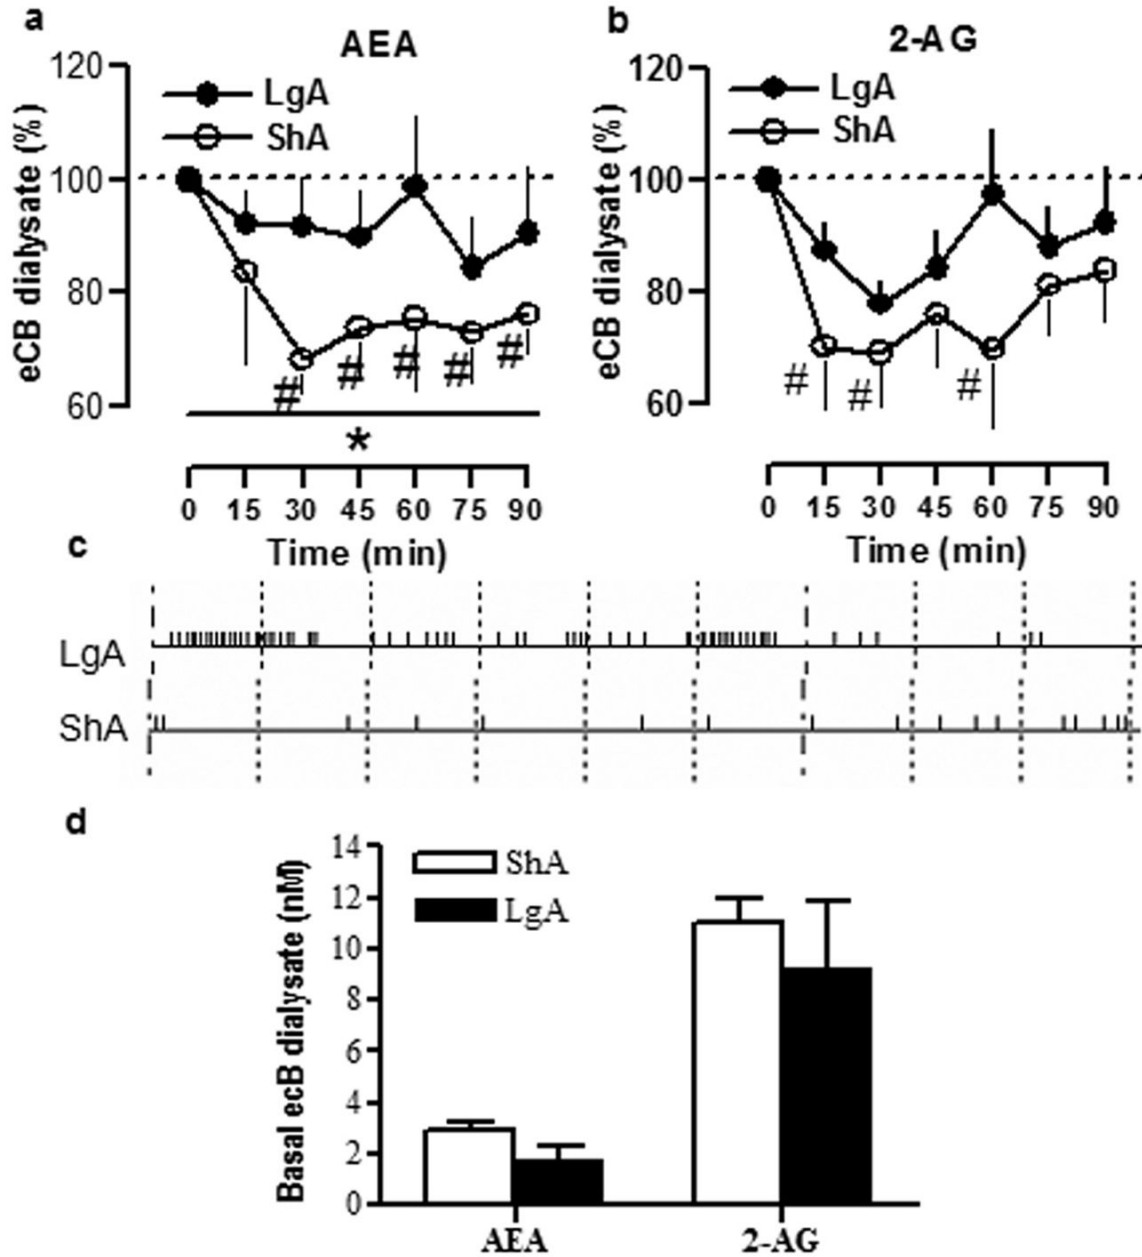 a
AEA
eCB dialysate (%)
120
100
80
60
LgA
ShA
# # # # #
*
0 15 30 45 60 75 90
Time (min)
b
2-AG
eCB dialysate (%)
120
100
80
60
LgA
ShA
# # #
0 15 30 45 60 75 90
Time (min)
c
LgA
ShA
d
Basal ecB dialysate (nM)
14
12
10
8
6
4
2
0
ShA
LgA
AEA 2-AG